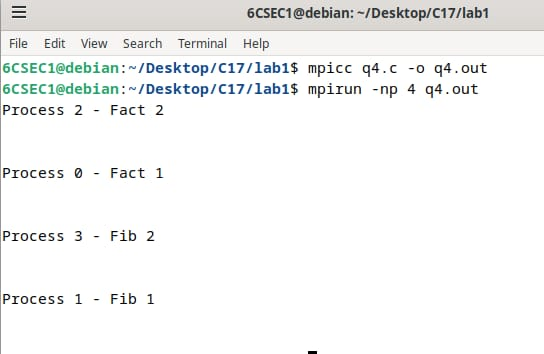 6CSEC1@debian: ~/Desktop/C17/lab1
File Edit View Search Terminal Help
6CSEC1@debian:~/Desktop/C17/lab1$ mpicc q4.c -o q4.out
6CSEC1@debian:~/Desktop/C17/lab1$ mpirun -np 4 q4.out
Process 2 - Fact 2
Process 0 - Fact 1
Process 3 - Fib 2
Process 1 - Fib 1